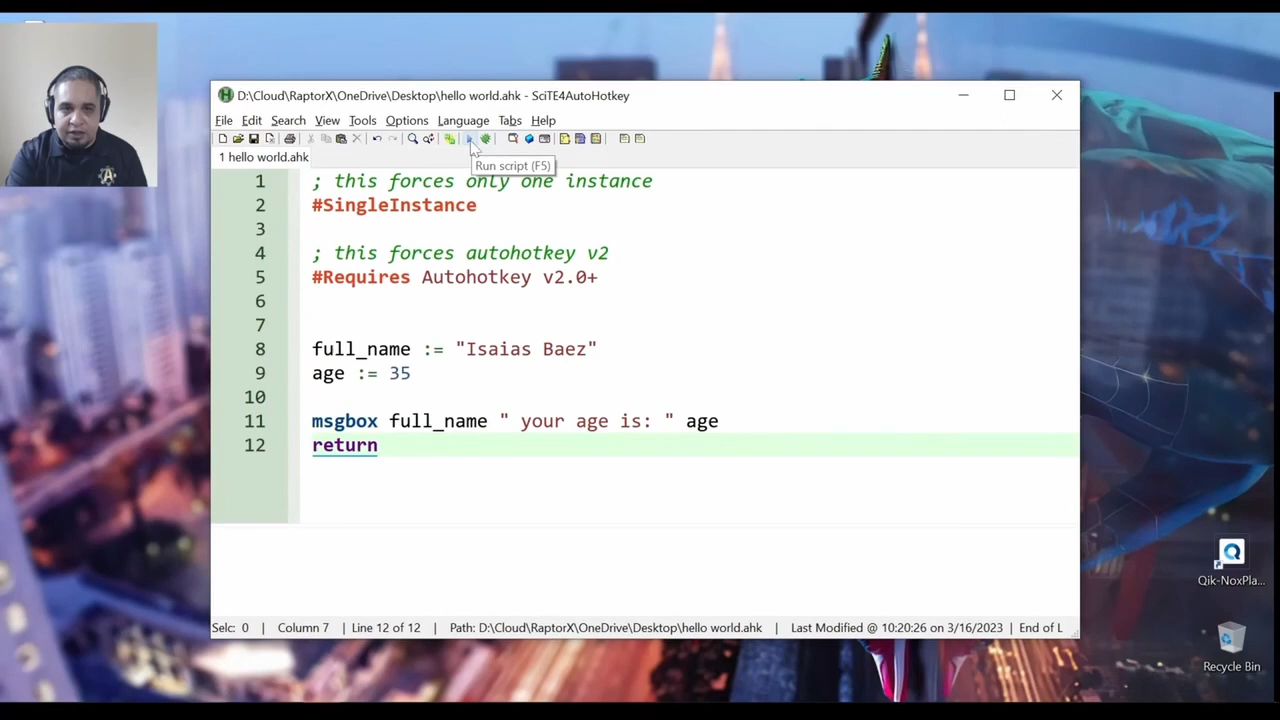 D:\Cloud\RaptorX\OneDrive\Desktop\hello world.ahk - SciTE4AutoHotkey
File Edit Search View Tools Options Language Tabs Help
Run script (F5)
1 hello world.ahk
1 ; this forces only one instance
2 #SingleInstance
3
4 ; this forces autohotkey v2
5 #Requires Autohotkey v2.0+
6
7
8 full_name := "Isaias Baez"
9 age := 35
10
11 msgbox full_name " your age is: " age
12 return
Selc: 0 | Column 7 | Line 12 of 12 | Path: D:\Cloud\RaptorX\OneDrive\Desktop\hello world.ahk | Last Modified @ 10:20:26 on 3/16/2023 | End of L
Qik-NoxPla...
Recycle Bin